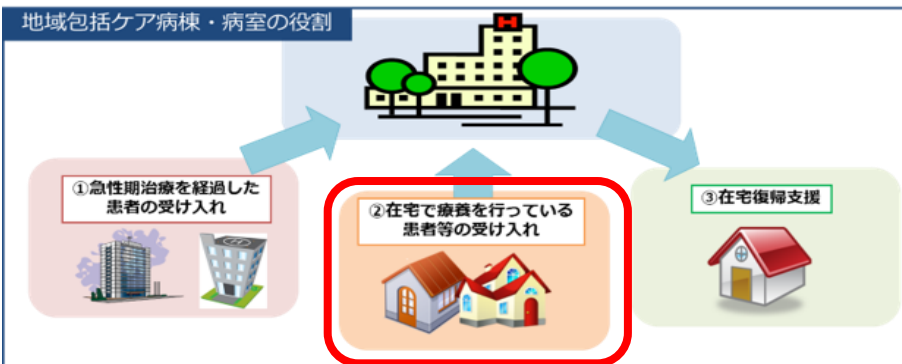 地域包括ケア病棟・病室の役割
H
①急性期治療を経過した
患者の受け入れ
②在宅で療養を行っている
患者等の受け入れ
③在宅復帰支援
H